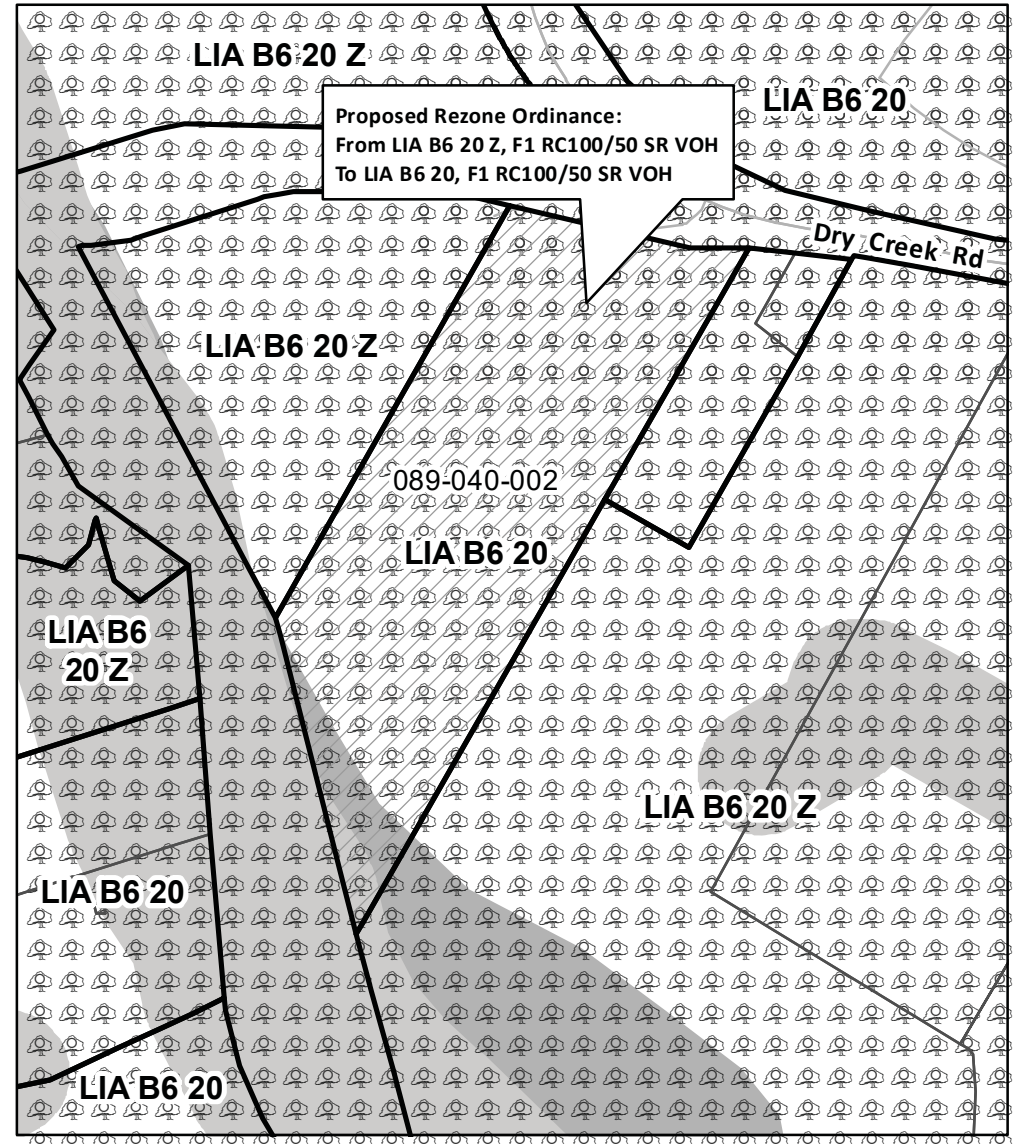 LIA B6 20 Z
LIA B6 20
Proposed Rezone Ordinance:
From LIA B6 20 Z, F1 RC100/50 SR VOH
To LIA B6 20, F1 RC100/50 SR VOH
Dry Creek Rd
LIA B6 20 Z
089-040-002
LIA B6 20
LIA B6
20 Z
LIA B6 20 Z
LIA B6 20
LIA B6 20